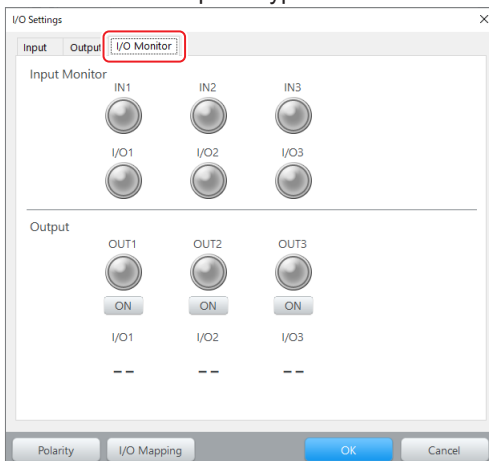 I/O Settings
Input Output I/O Monitor
Input Monitor
IN1 IN2 IN3
I/O1 I/O2 I/O3
Output
OUT1 OUT2 OUT3
ON ON ON
I/O1 I/O2 I/O3
-- -- --
Polarity I/O Mapping OK Cancel